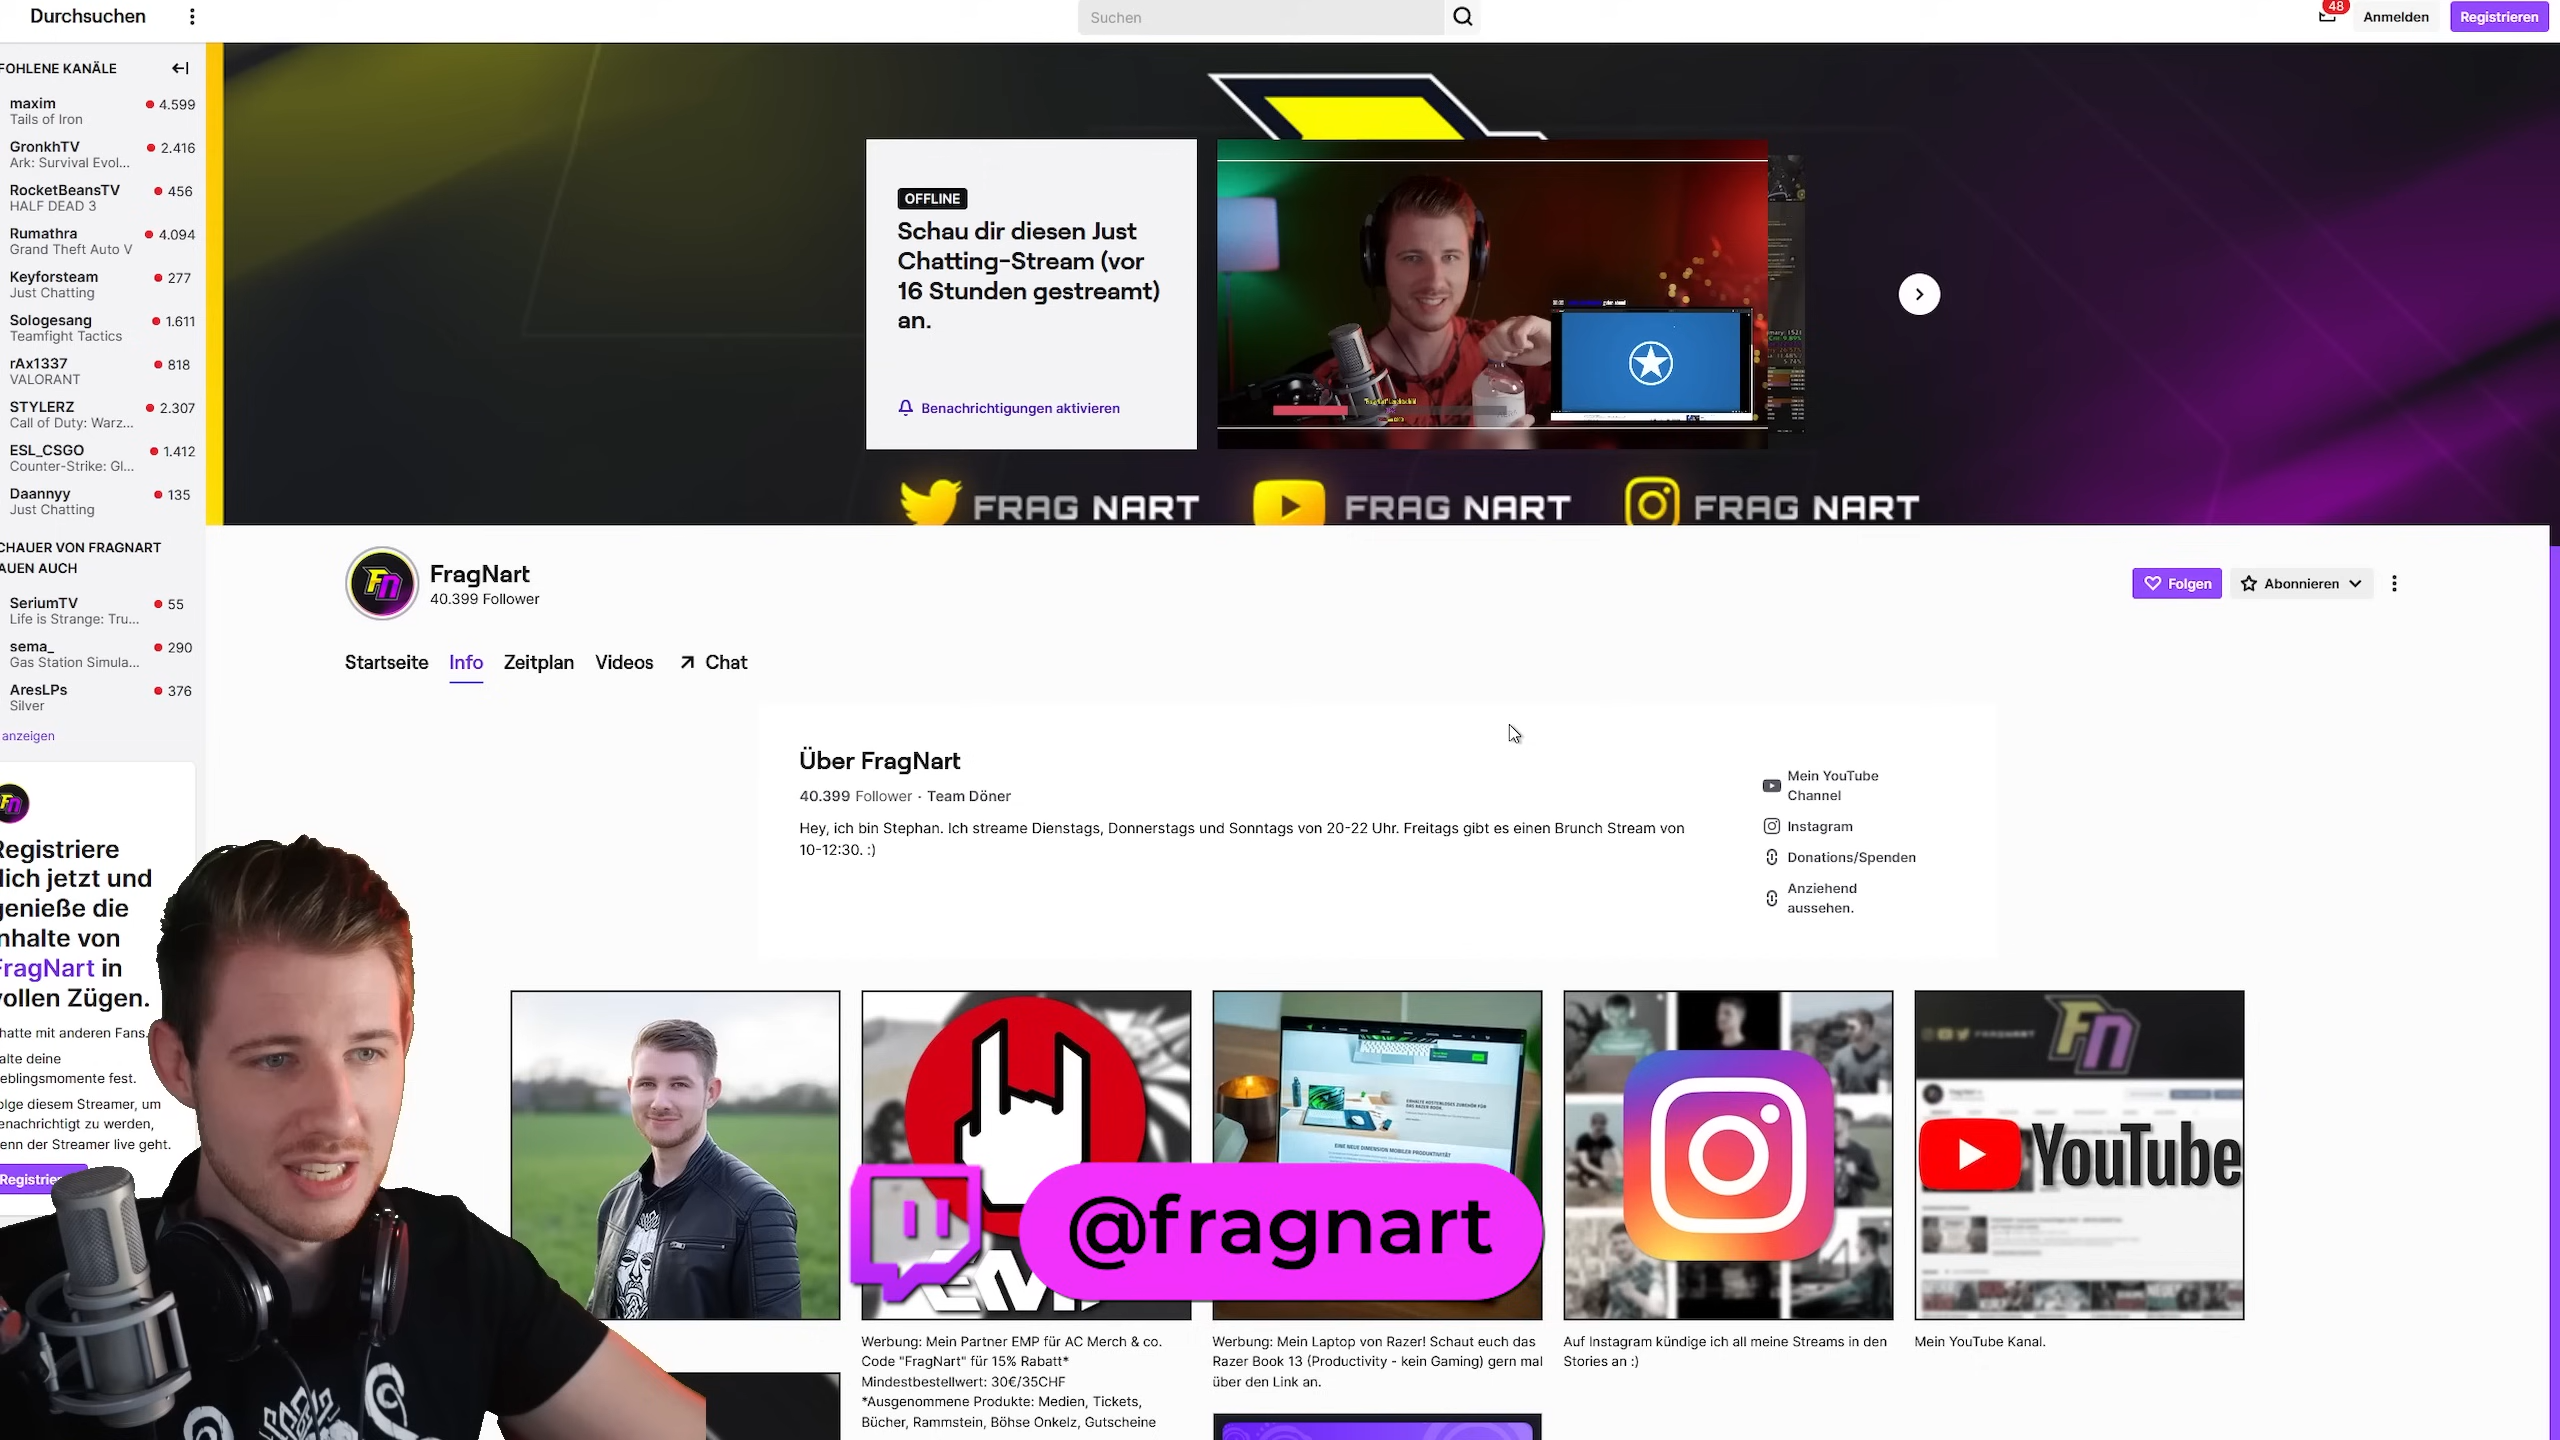 Durchsuchen
Suchen
48
Anmelden
Registrieren
FOHLENE KANÄLE
maxim
4.599
Tails of Iron
GronkhTV
2.416
Ark: Survival Evol...
RocketBeansTV
456
HALF DEAD 3
Rumathra
4.094
Grand Theft Auto V
Keyforsteam
277
Just Chatting
Sologesang
1.611
Teamfight Tactics
rAx1337
818
VALORANT
STYLERZ
2.307
Call of Duty: Warz...
ESL_CSGO
1.412
Counter-Strike: Gl...
Daannyy
135
Just Chatting
CHAUER VON FRAGNART
AUEN AUCH
SeriumTV
55
Life is Strange: Tru...
sema_
290
Gas Station Simula...
AresLPs
376
Silver
anzeigen
Registriere
dich jetzt und
genieße die
nhalte von
FragNart in
vollen Zügen.
hatte mit anderen Fans.
alte deine
ieblingsmomente fest.
olge diesem Streamer, um
enachrichtigt zu werden,
enn der Streamer live geht.
Registrier
OFFLINE
Schau dir diesen Just
Chatting-Stream (vor
16 Stunden gestreamt)
an.
Benachrichtigungen aktivieren
FRAG NART
FRAG NART
FRAG NART
FragNart
40.399 Follower
Folgen
Abonnieren
Startseite
Info
Zeitplan
Videos
Chat
Über FragNart
40.399 Follower · Team Döner
Hey, ich bin Stephan. Ich streame Dienstags, Donnerstags und Sonntags von 20-22 Uhr. Freitags gibt es einen Brunch Stream von
10-12:30. :)
Mein YouTube
Channel
Instagram
Donations/Spenden
Anziehend
aussehen.
EINE NEUE DIMENSION MOBILER PRODUKTIVITÄT
YouTube
@fragnart
Werbung: Mein Partner EMP für AC Merch & co.
Code "FragNart" für 15% Rabatt*
Mindestbestellwert: 30€/35CHF
*Ausgenommene Produkte: Medien, Tickets,
Bücher, Rammstein, Böhse Onkelz, Gutscheine
Werbung: Mein Laptop von Razer! Schaut euch das
Razer Book 13 (Productivity - kein Gaming) gern mal
über den Link an.
Auf Instagram kündige ich all meine Streams in den
Stories an :)
Mein YouTube Kanal.